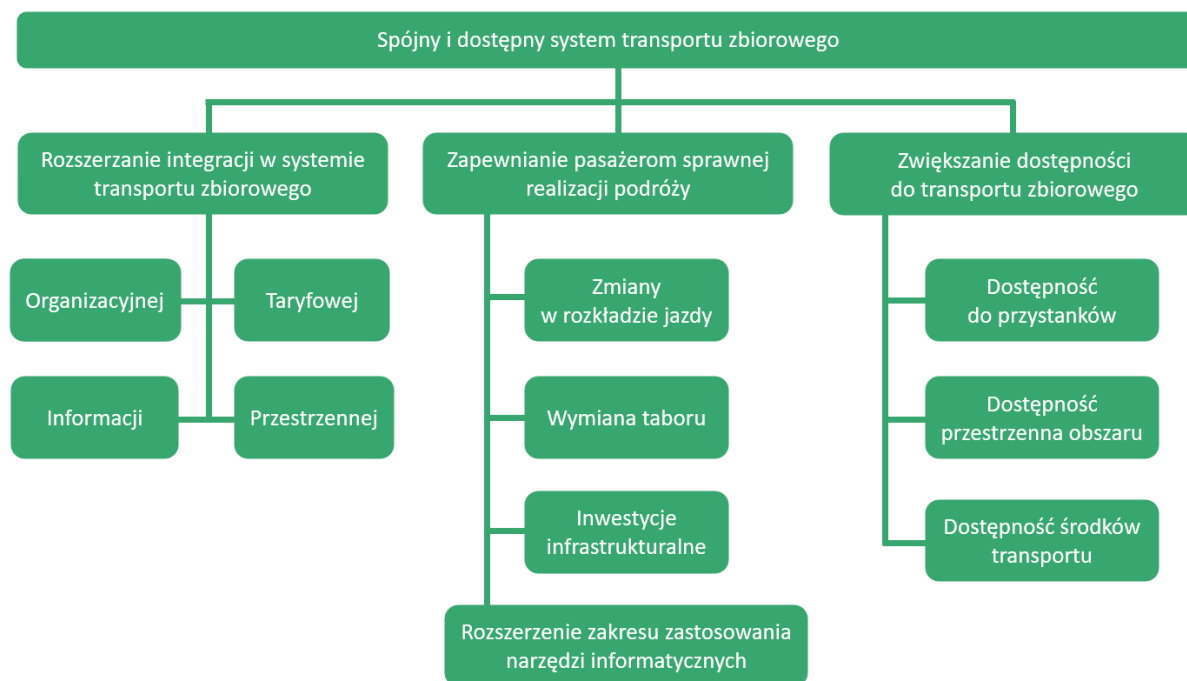 Spójny i dostępny system transportu zbiorowego
Rozszerzanie integracji w systemie
transportu zbiorowego
Organizacyjnej
Taryfowej
Informacji
Przestrzennej
Zapewnianie pasażerom sprawnej
realizacji podróży
Zmiany
w rozkładzie jazdy
Wymiana taboru
Inwestycje
infrastrukturalne
Rozszerzenie zakresu zastosowania
narzędzi informatycznych
Zwiększanie dostępności
do transportu zbiorowego
Dostępność
do przystanków
Dostępność
przestrzenna obszaru
Dostępność środków
transportu